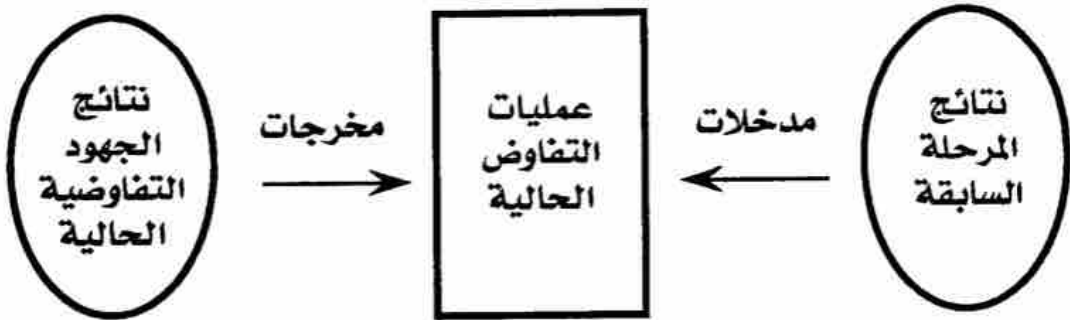 نتائج
المرحلة
السابقة
مدخلات
عمليات
التفاوض
الحالية
مخرجات
نتائج
الجهود
التفاوضية
الحالية